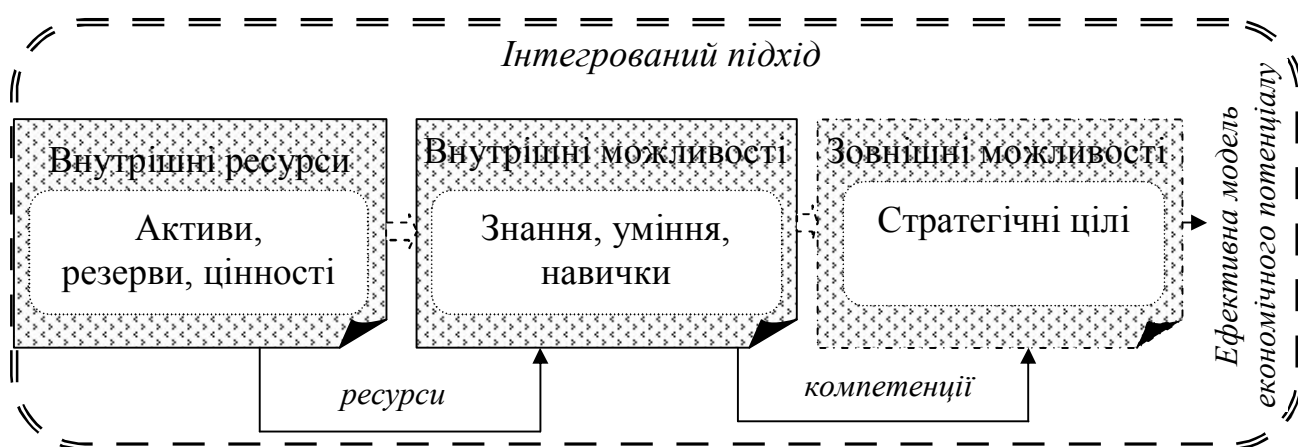 Інтегрований підхід
Внутрішні ресурси
Активи,
резерви, цінності
Внутрішні можливості
Знання, уміння,
навички
Зовнішні можливості
Стратегічні цілі
Ефективна модель
економічного потенціалу
ресурси
компетенції